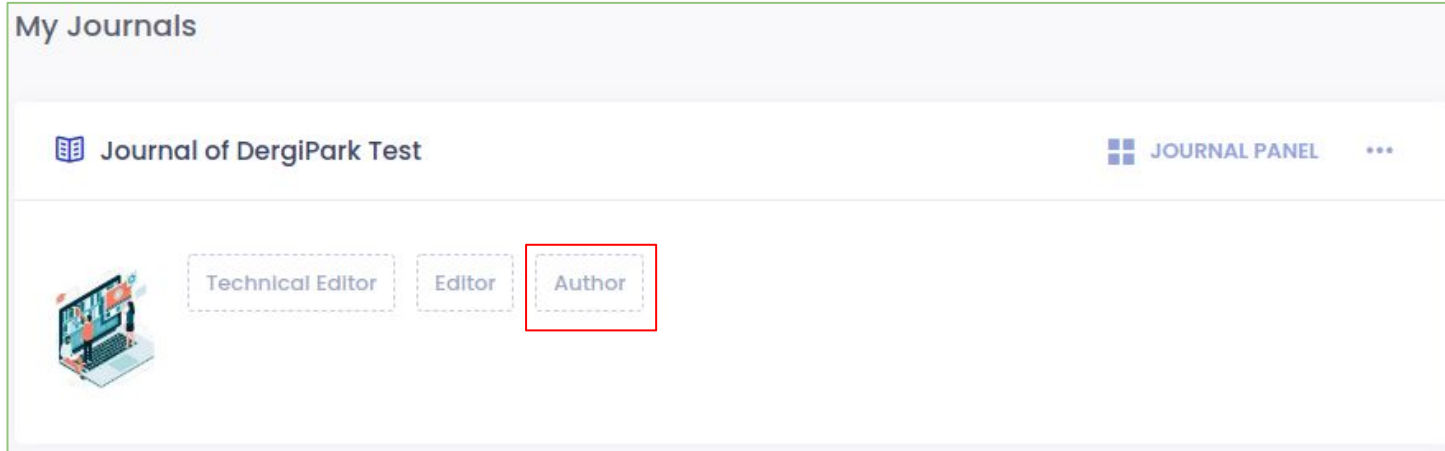 My Journals
Journal of DergiPark Test
JOURNAL PANEL
Technical Editor
Editor
Author